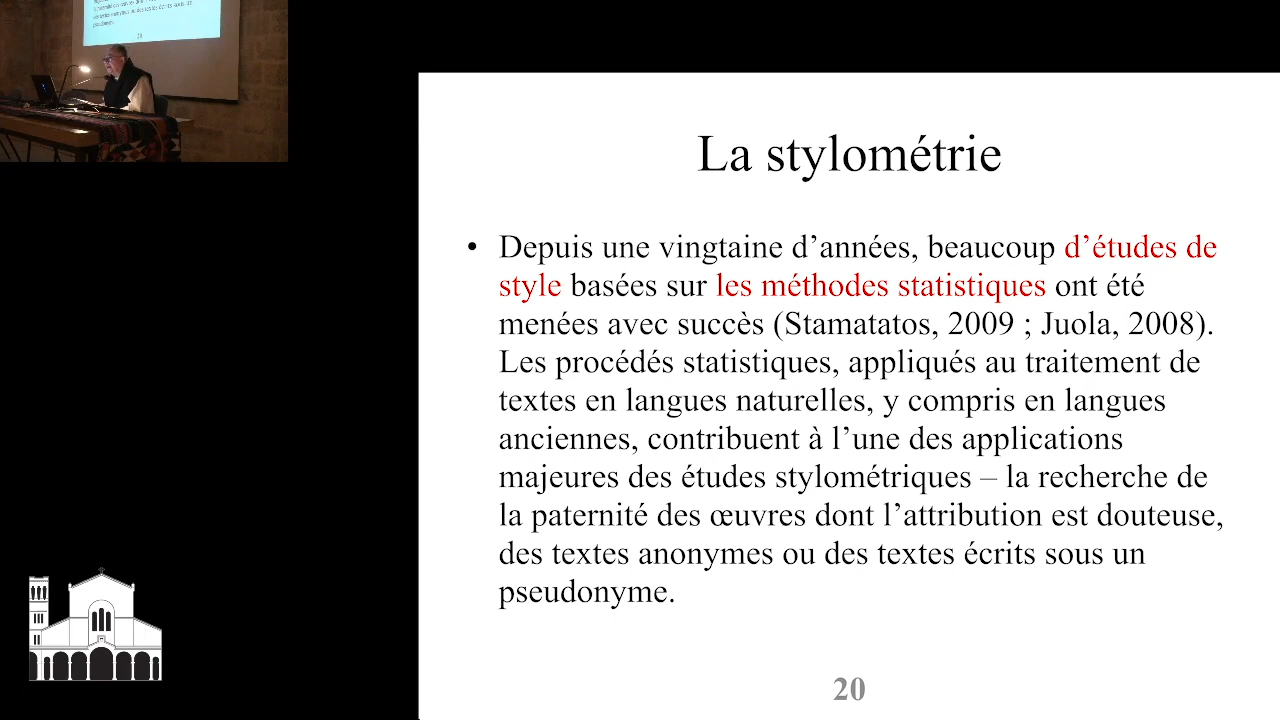 La stylométrie
• Depuis une vingtaine d’années, beaucoup d’études de
style basées sur les méthodes statistiques ont été
menées avec succès (Stamatatos, 2009 ; Juola, 2008).
Les procédés statistiques, appliqués au traitement de
textes en langues naturelles, y compris en langues
anciennes, contribuent à l’une des applications
majeures des études stylométriques – la recherche de
la paternité des œuvres dont l’attribution est douteuse,
des textes anonymes ou des textes écrits sous un
pseudonyme.
20